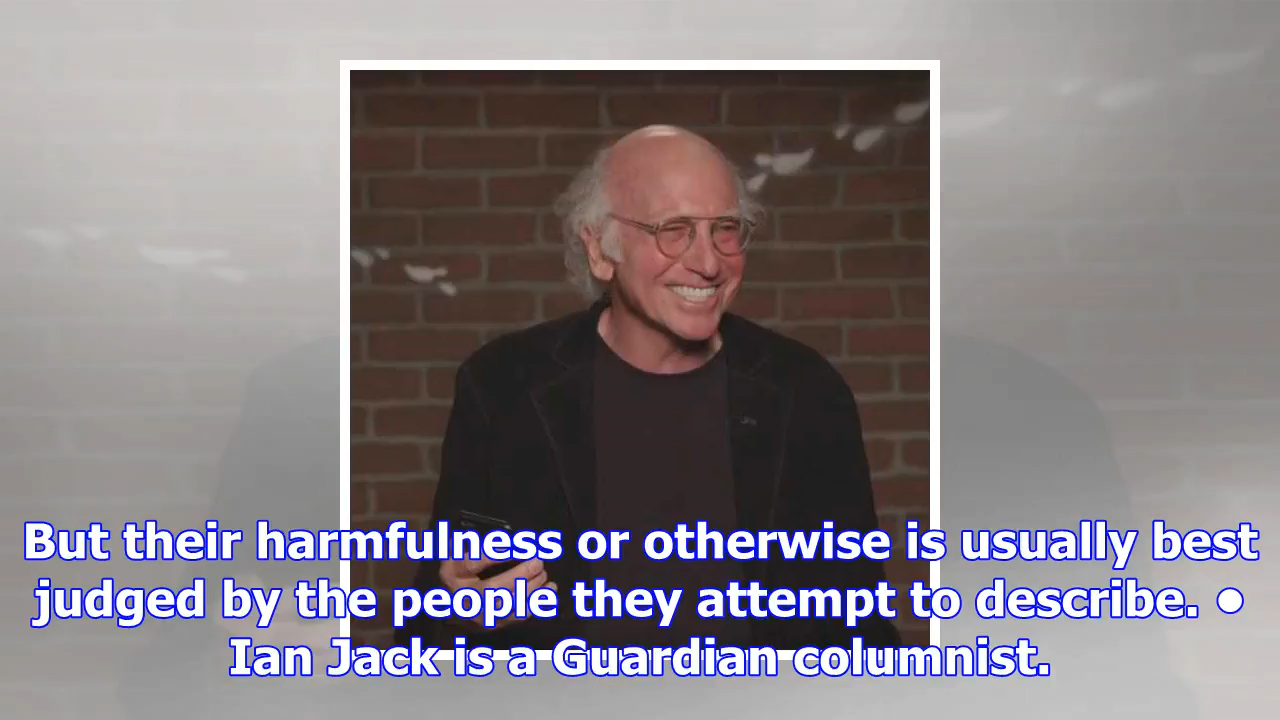 But their harmfulness or otherwise is usually best
judged by the people they attempt to describe. •
Ian Jack is a Guardian columnist.